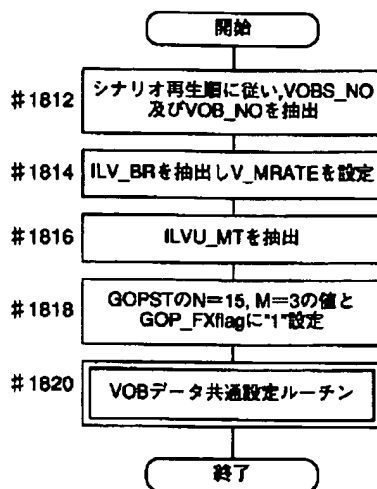 開始
#1812
シナリオ再生順に従い,VOBS_NO
及びVOB_NOを抽出
#1814
ILV_BRを抽出しV_MRATEを設定
#1816
ILVU_MTを抽出
#1818
GOPSTのN=15, M=3の値と
GOP_FXflagに"1"設定
#1820
VOBデータ共通設定ルーチン
終了